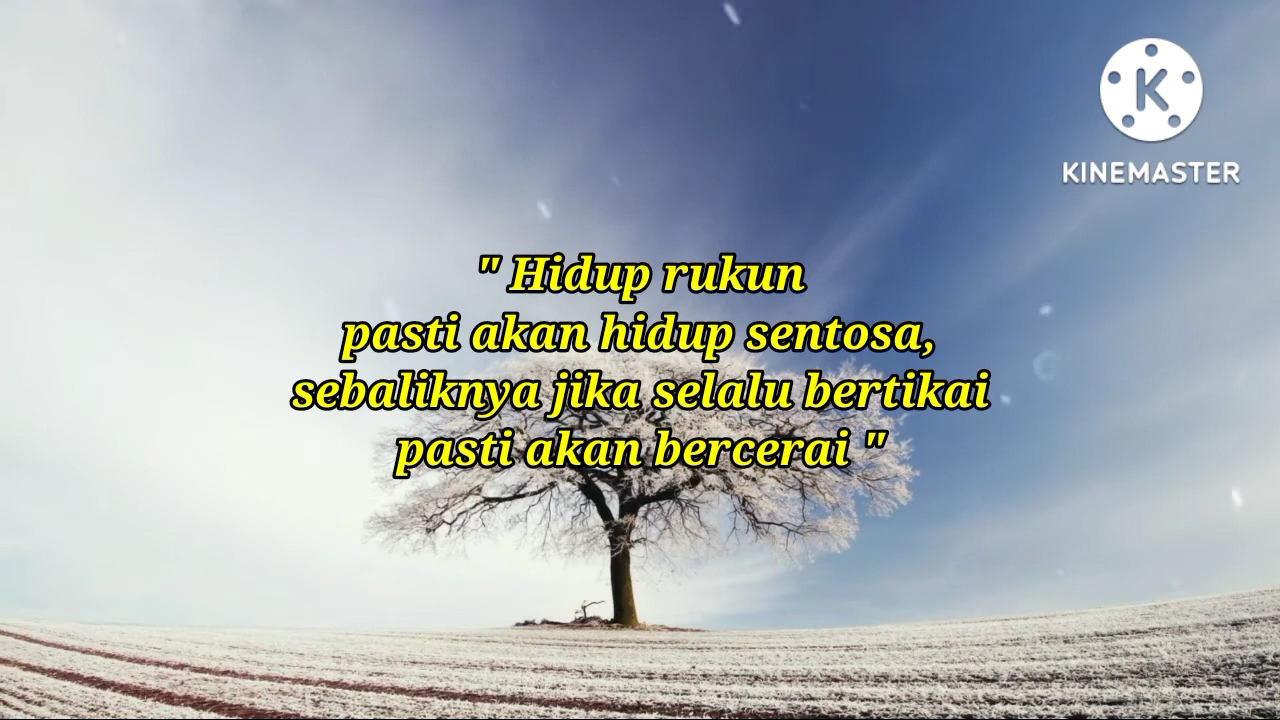 K
KINEMASTER
" Hidup rukun
pasti akan hidup sentosa,
sebaliknya jika selalu bertikai
pasti akan bercerai "